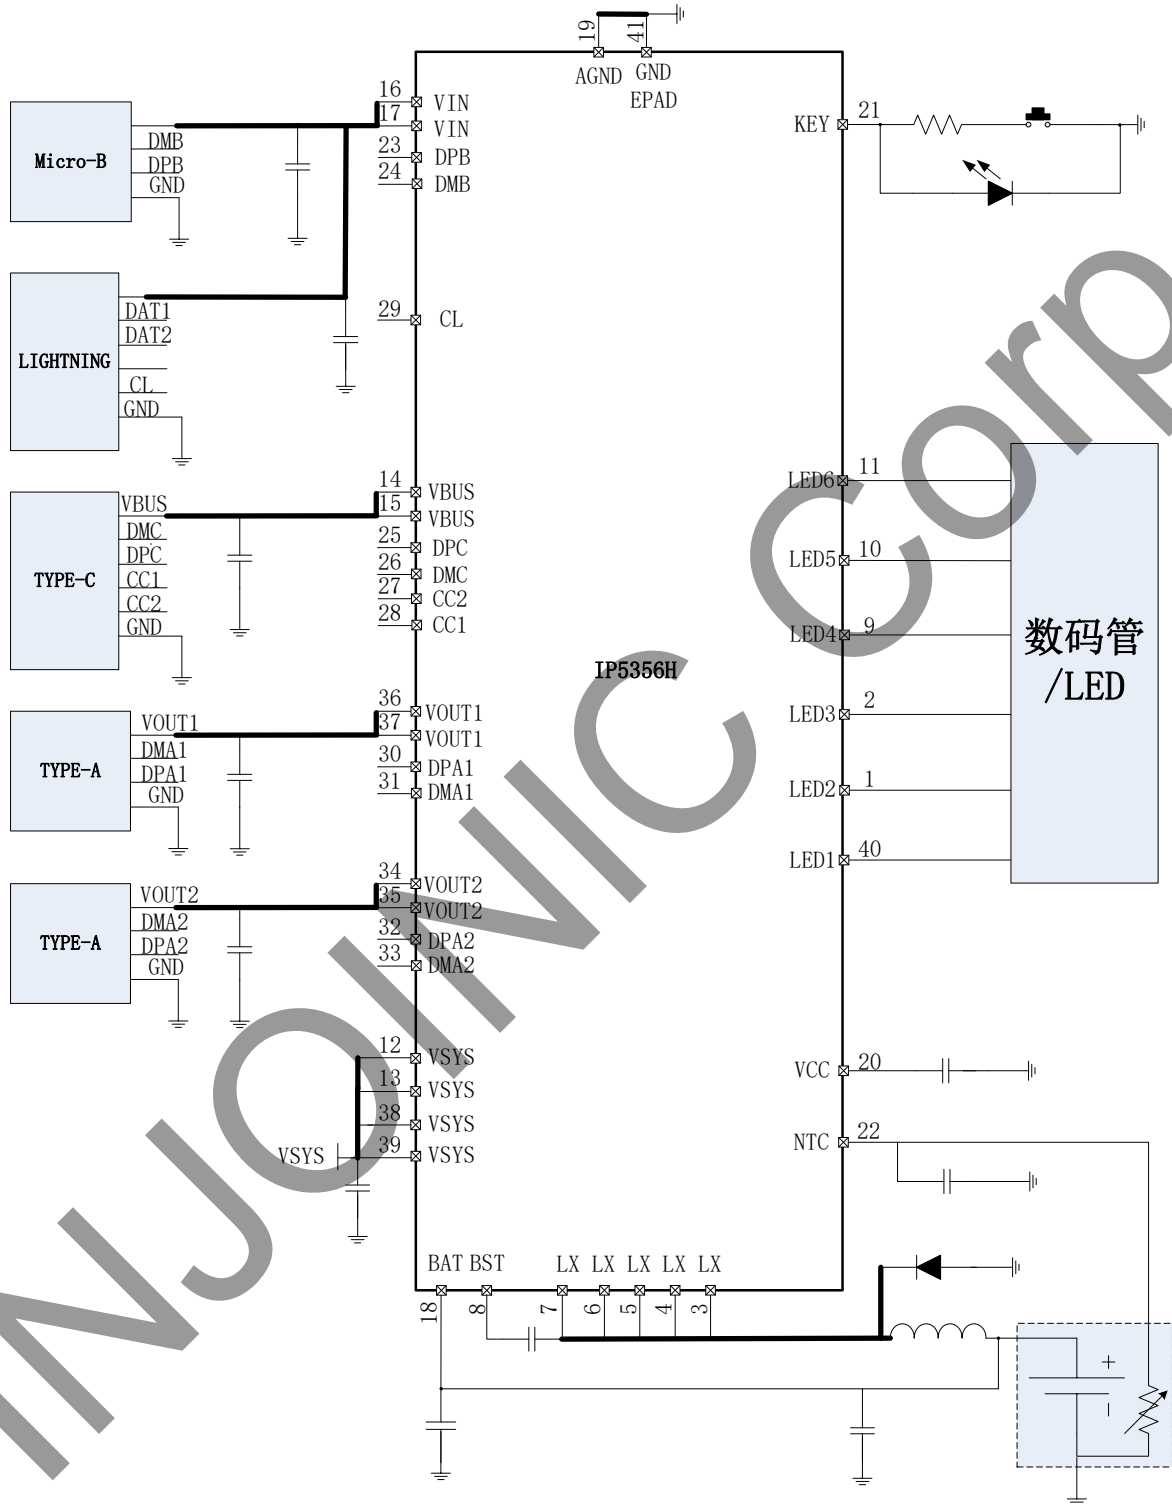 19
41
AGND
GND
EPAD
16
VIN
17
VIN
23
DPB
24
DMB
29
CL
14
VBUS
15
VBUS
25
DPC
26
DMC
27
CC2
28
CC1
36
VOUT1
37
VOUT1
30
DPA1
31
DMA1
34
VOUT2
35
VOUT2
32
DPA2
33
DMA2
12
VSYS
13
VSYS
38
VSYS
39
VSYS
VSYS
Micro-B
DMB
DPB
GND
LIGHTNING
DAT1
DAT2
CL
GND
TYPE-C
VBUS
DMC
DPC
CC1
CC2
GND
TYPE-A
VOUT1
DMA1
DPA1
GND
TYPE-A
VOUT2
DMA2
DPA2
GND
IP5356H
KEY
21
LED6
11
LED5
10
LED4
9
LED3
2
LED2
1
LED1
40
数码管
/LED
VCC
20
NTC
22
BAT
BST
LX
LX
LX
LX
LX
18
8
7
6
5
4
3
+
-
INJOINIC Corp